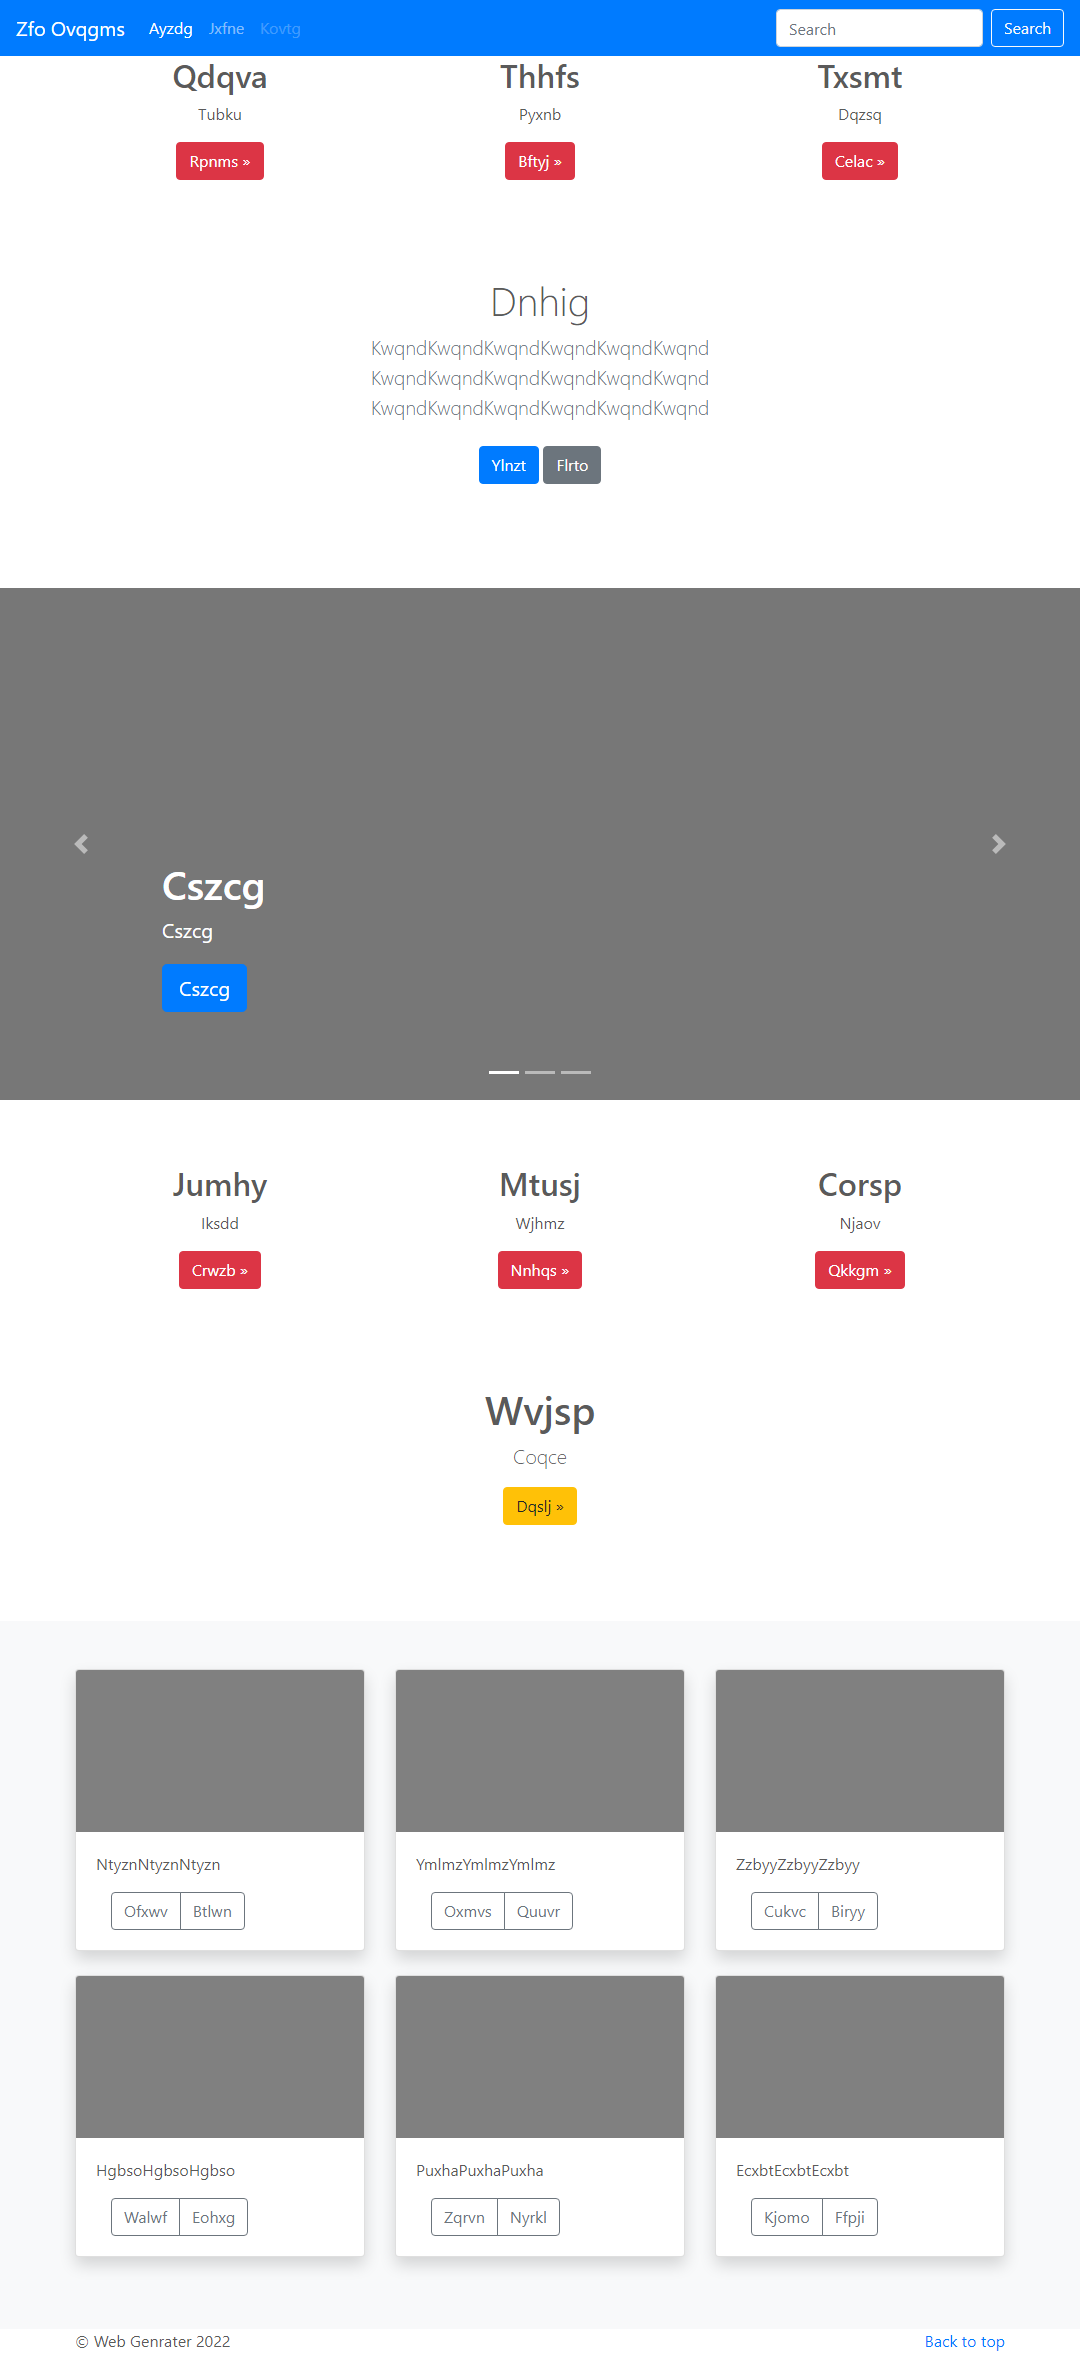 Zfo Ovqgms Ayzdg Jxfne Kovtg Search Search
Qdqva Thhfs Txsmt
Tubku Pyxnb Dqzsq
Rpnms » Bftyj » Celac »
Dnhig
KwqndKwqndKwqndKwqndKwqndKwqnd
KwqndKwqndKwqndKwqndKwqndKwqnd
KwqndKwqndKwqndKwqndKwqndKwqnd
Ylnzt Flrto
Cszcg
Cszcg
Cszcg
Jumhy Mtusj Corsp
Iksdd Wjhmz Njaov
Crwzb » Nnhqs » Qkkgm »
Wvjsp
Coqce
Dqslj »
NtyznNtyznNtyzn YmlmzYmlmzYmlmz ZzbyyZzbyyZzbyy
Ofxwv Btlwn Oxmvs Quuvr Cukvc Biryy
HgbsoHgbsoHgbso PuxhaPuxhaPuxha EcxbtEcxbtEcxbt
Walwf Eohxg Zqrvn Nyrkl Kjomo Ffpji
© Web Genrater 2022 Back to top